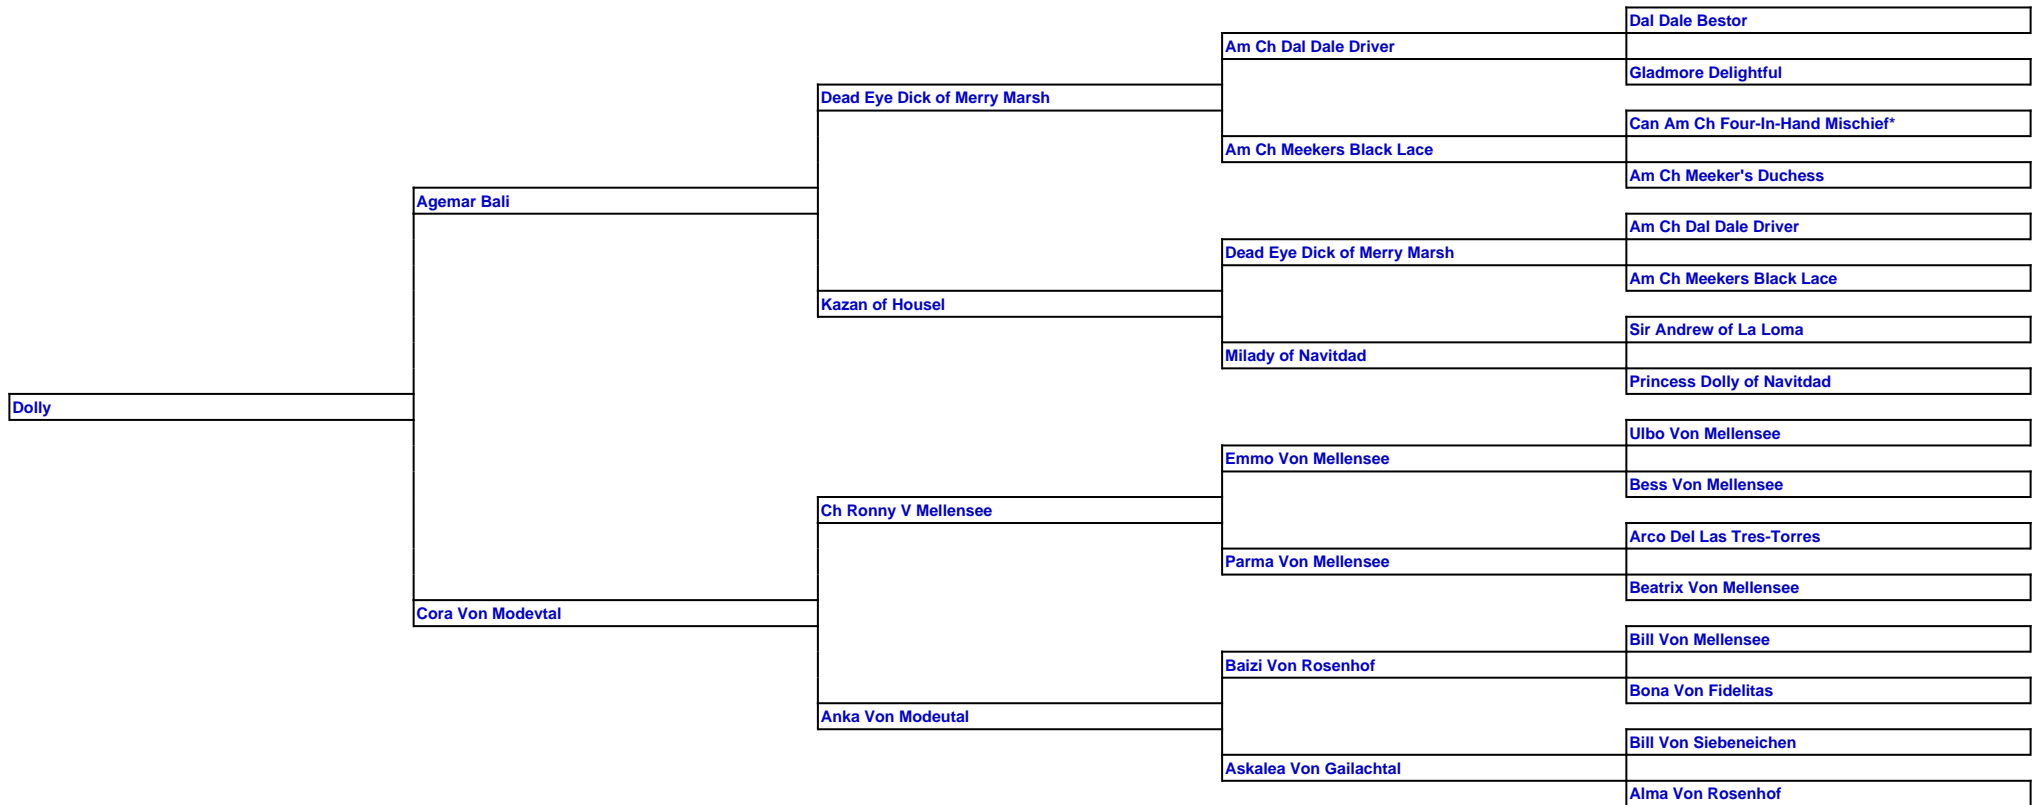 Dal Dale Bestor
Am Ch Dal Dale Driver
Gladmore Delightful
Dead Eye Dick of Merry Marsh
Can Am Ch Four-In-Hand Mischief*
Am Ch Meekers Black Lace
Am Ch Meeker's Duchess
Agemar Bali
Am Ch Dal Dale Driver
Dead Eye Dick of Merry Marsh
Am Ch Meekers Black Lace
Kazan of Housel
Sir Andrew of La Loma
Milady of Navitdad
Princess Dolly of Navitdad
Dolly
Ulbo Von Mellensee
Emmo Von Mellensee
Bess Von Mellensee
Ch Ronny V Mellensee
Arco Del Las Tres-Torres
Parma Von Mellensee
Beatrix Von Mellensee
Cora Von Modevtal
Bill Von Mellensee
Baizi Von Rosenhof
Bona Von Fidelitas
Anka Von Modeutal
Bill Von Siebeneichen
Askalea Von Gailachtal
Alma Von Rosenhof